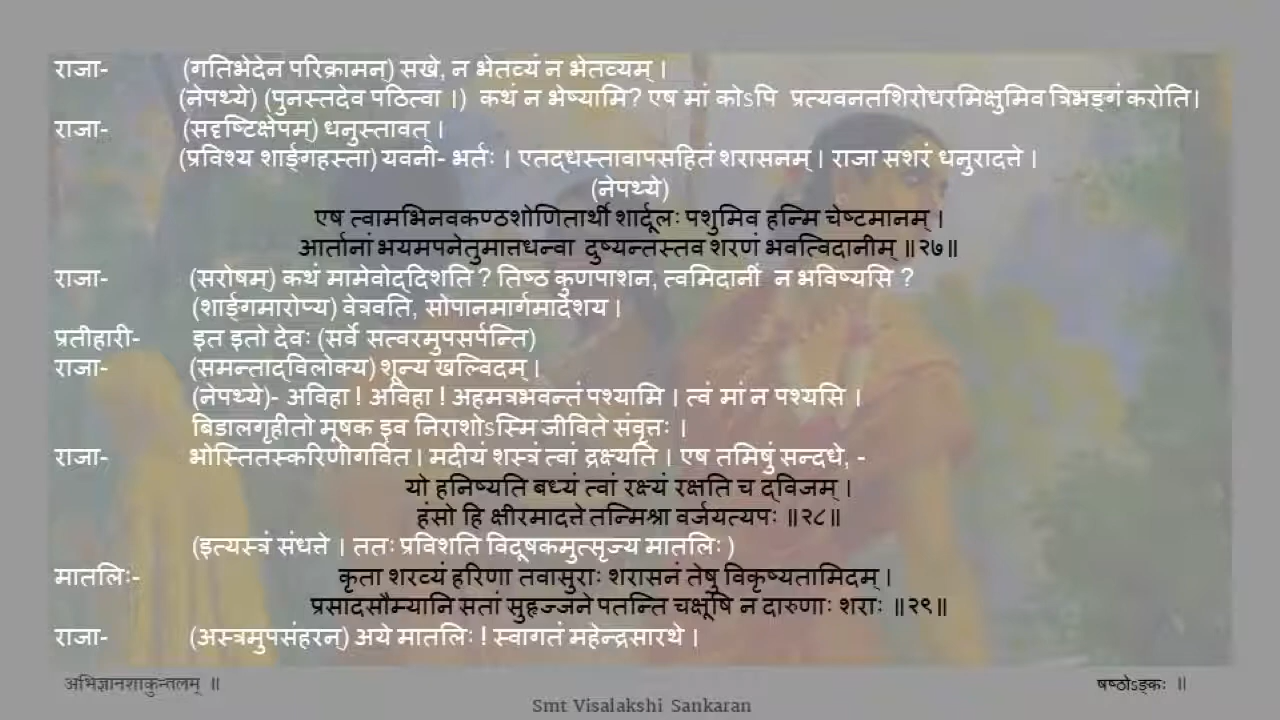 राजा- (गतिभेदेन परिक्रामन्) सखे, न भेतव्यं न भेतव्यम् ।
(नेपथ्ये) (पुनस्तदेव पठित्वा ।) कथं न भेष्यामि? एष मां कोऽपि प्रत्यवनतशिरोधरमिक्षुमिव त्रिभङ्गं करोति।
राजा- (सदृष्टिक्षेपम्) धनुस्तावत् ।
(प्रविश्य शार्ङ्गहस्ता) यवनी- भर्तः । एतद्धस्तावापसहितं शरासनम् । राजा सशरं धनुरादत्ते ।
(नेपथ्ये)
एष त्वामभिनवकण्ठशोणितार्थी शार्दूलः पशुमिव हन्मि चेष्टमानम् ।
आर्तानां भयमपनेतुमात्तधन्वा दुष्यन्तस्तव शरणं भवत्विदानीम् ॥२७॥
राजा- (सरोषम्) कथं मामेवोद्दिशति ? तिष्ठ कुणपाशन, त्वमिदानीं न भविष्यसि ?
(शार्ङ्गमारोप्य) वेत्रवति, सोपानमार्गमादेशय ।
प्रतीहारी- इत इतो देवः (सर्वे सत्वरमुपसर्पन्ति)
राजा- (समन्ताद्विलोक्य) शून्यं खल्विदम् ।
(नेपथ्ये)- अविहा ! अविहा ! अहमत्रभवन्तं पश्यामि । त्वं मां न पश्यसि ।
बिडालगृहीतो मूषक इव निराशोऽस्मि जीविते संवृत्तः ।
राजा- भोस्तितस्करिणीगर्वित । मदीयं शस्त्रं त्वां द्रक्ष्यति । एष तमिषुं सन्दधे, -
यो हनिष्यति बध्यं त्वां रक्ष्यं रक्षति च द्विजम् ।
हंसो हि क्षीरमादत्ते तन्मिश्रा वर्जयत्यपः ॥२८॥
(इत्यस्त्रं संधत्ते । ततः प्रविशति विदूषकमुत्सृज्य मातलिः )
मातलिः- कृता शरव्यं हरिणा तवासुराः शरासनं तेषु विकृष्यतामिदम् ।
प्रसादसौम्यानि सतां सुहृज्जने पतन्ति चक्षूंषि न दारुणाः शराः ॥२९॥
राजा- (अस्त्रमुपसंहरन्) अये मातलिः ! स्वागतं महेन्द्रसारथे ।
अभिज्ञानशाकुन्तलम् ॥ षष्ठोऽङ्कः ॥
Smt Visalakshi Sankaran